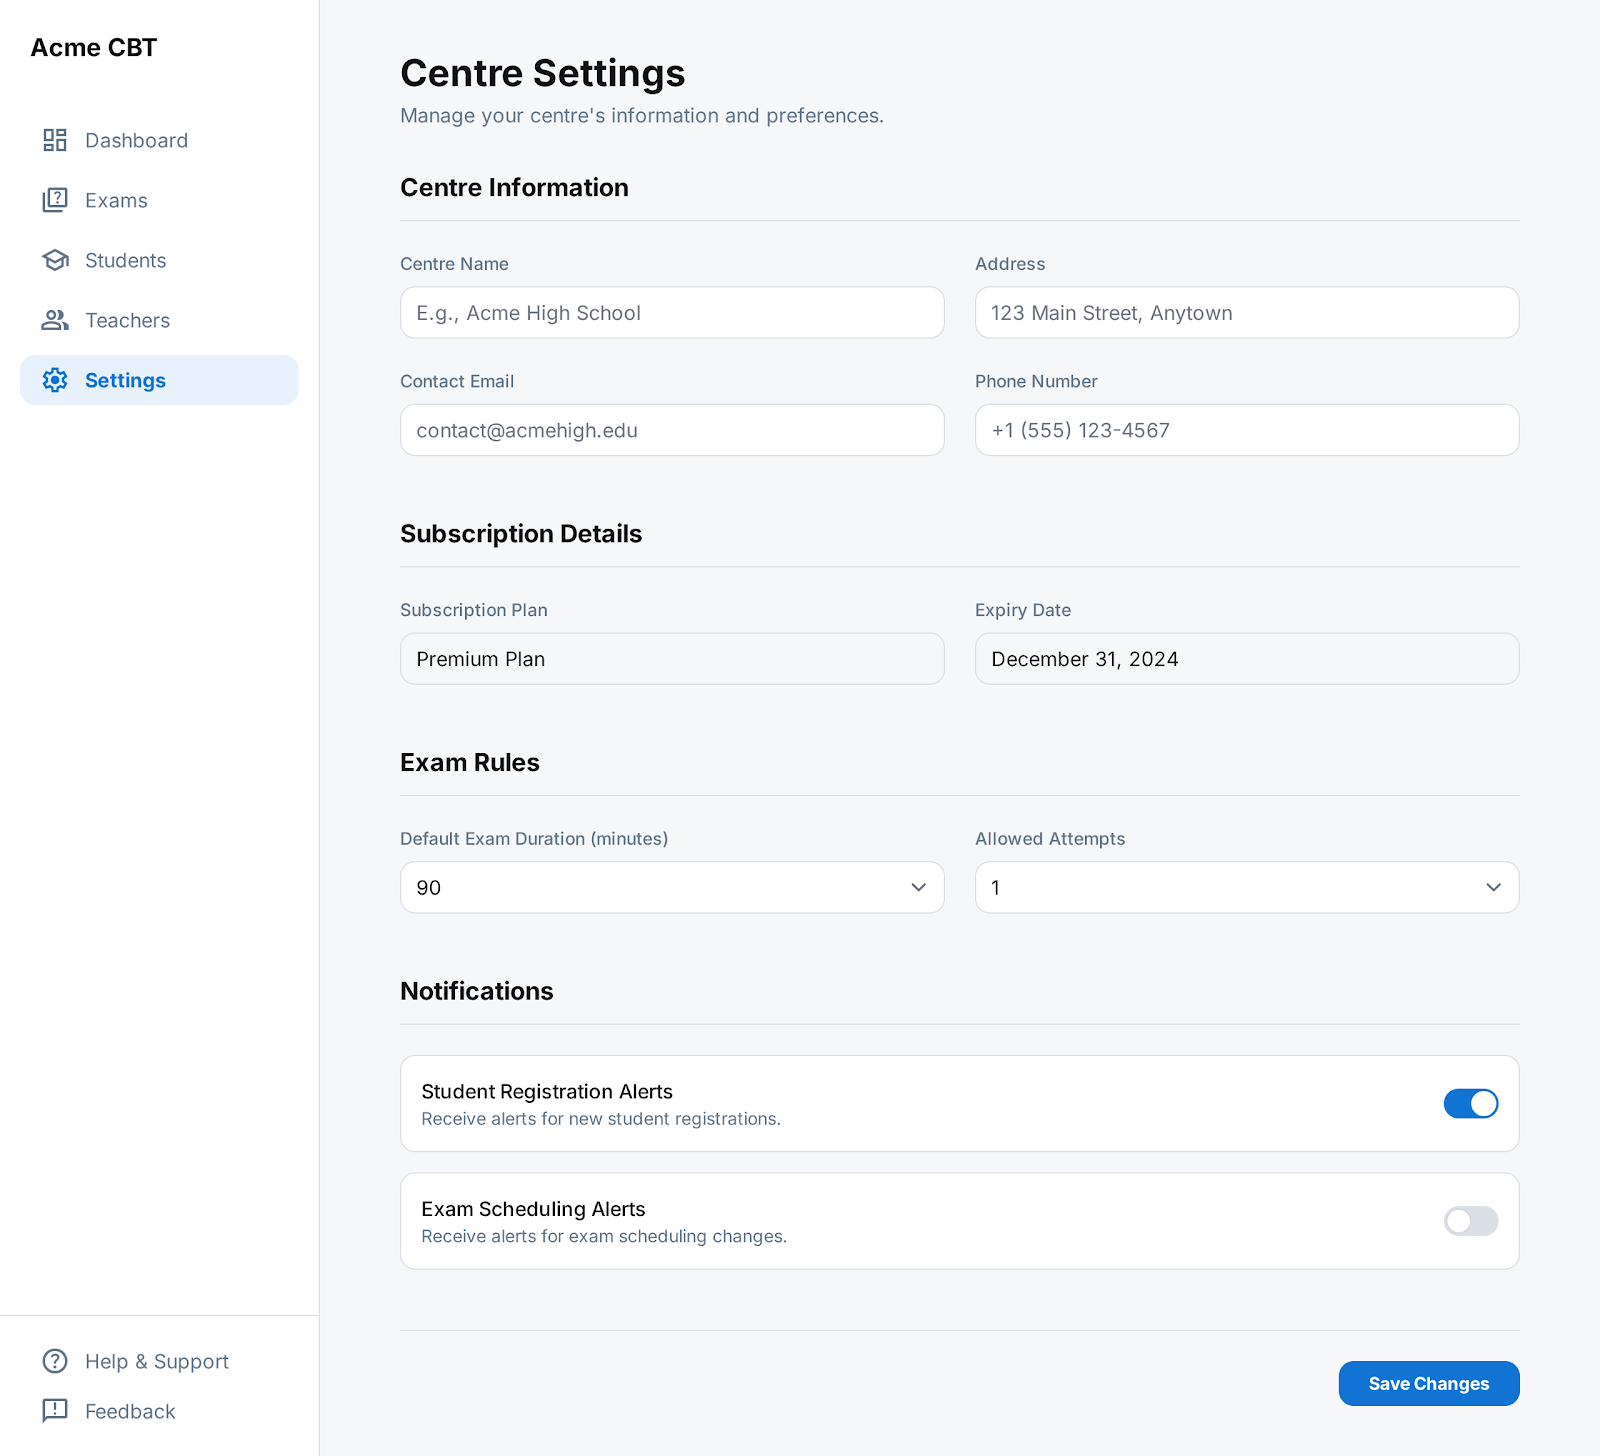 Acme CBT
Dashboard
Exams
Students
Teachers
Settings
Help & Support
Feedback
Centre Settings
Manage your centre's information and preferences.
Centre Information
Centre Name
E.g., Acme High School
Address
123 Main Street, Anytown
Contact Email
contact@acmehigh.edu
Phone Number
+1 (555) 123-4567
Subscription Details
Subscription Plan
Premium Plan
Expiry Date
December 31, 2024
Exam Rules
Default Exam Duration (minutes)
90
Allowed Attempts
1
Notifications
Student Registration Alerts
Receive alerts for new student registrations.
Exam Scheduling Alerts
Receive alerts for exam scheduling changes.
Save Changes